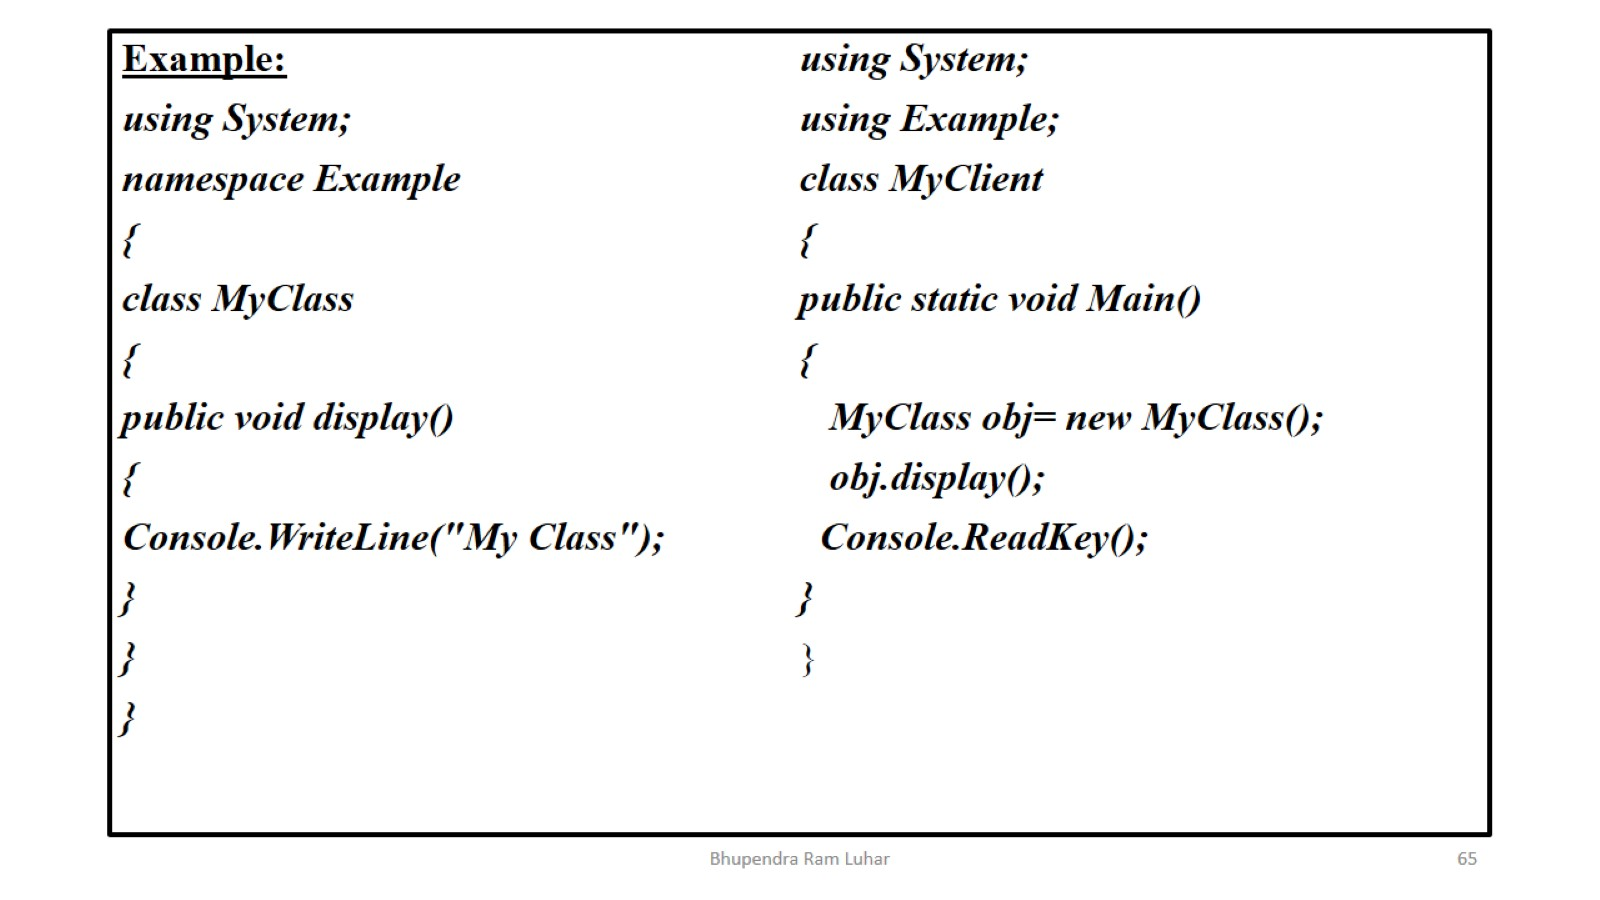 Example:
using System;
namespace Example
{
class MyClass
{
public void display()
{
Console.WriteLine("My Class");
}
}
}
using System;
using Example;
class MyClient
{
public static void Main()
{
MyClass obj= new MyClass();
obj.display();
Console.ReadKey();
}
}
Bhupendra Ram Luhar
65